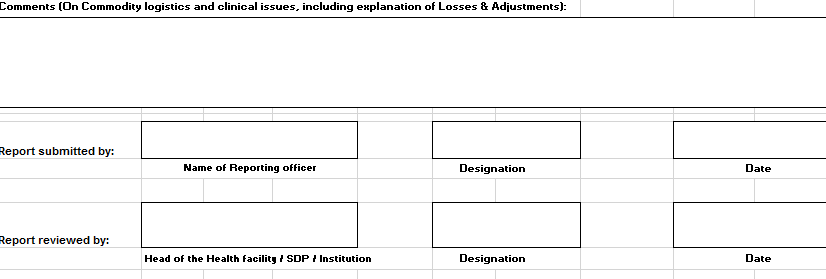 Comments (On Commodity logistics and clinical issues, including explanation of Losses & Adjustments):
Report submitted by:
Name of Reporting officer Designation Date
Report reviewed by:
Head of the Health facility / SDP / Institution Designation Date